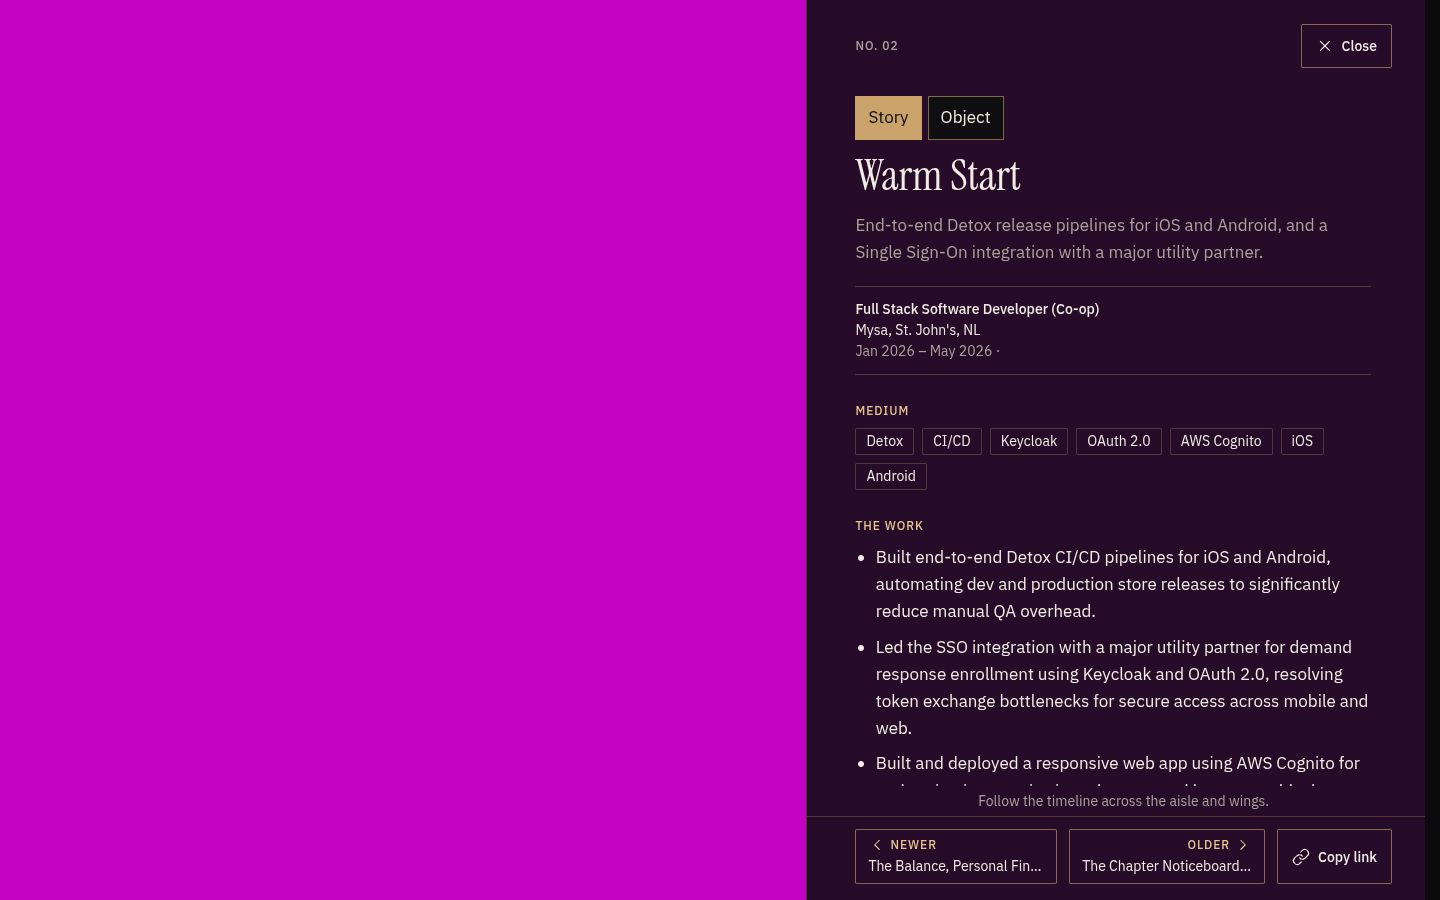 NO. 02
Close
Story
Object
Warm Start
End-to-end Detox release pipelines for iOS and Android, and a
Single Sign-On integration with a major utility partner.
Full Stack Software Developer (Co-op)
Mysa, St. John's, NL
Jan 2026 – May 2026 ·
MEDIUM
Detox
CI/CD
Keycloak
OAuth 2.0
AWS Cognito
iOS
Android
THE WORK
• Built end-to-end Detox CI/CD pipelines for iOS and Android,
automating dev and production store releases to significantly
reduce manual QA overhead.
• Led the SSO integration with a major utility partner for demand
response enrollment using Keycloak and OAuth 2.0, resolving
token exchange bottlenecks for secure access across mobile and
web.
• Built and deployed a responsive web app using AWS Cognito for
Follow the timeline across the aisle and wings.
NEWER
The Balance, Personal Fin...
OLDER
The Chapter Noticeboard...
Copy link